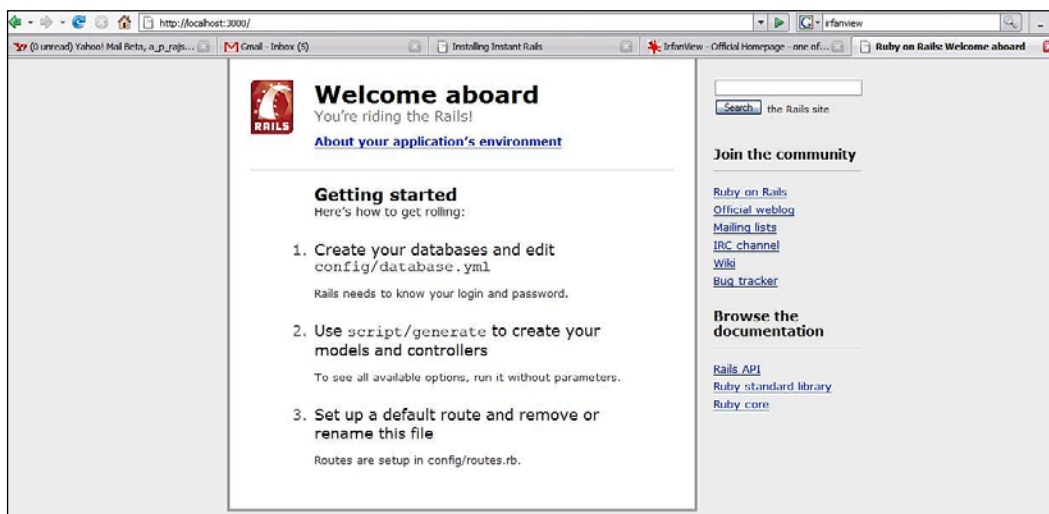 http://localhost:3000/
irfanview
(0 unread) Yahoo! Mail Beta, a_p_rajs...
Gmail - Inbox (5)
Installing Instant Rails
IrfanView - Official Homepage - one of...
Ruby on Rails: Welcome aboard
RAILS
Welcome aboard
You're riding the Rails!
About your application's environment
Getting started
Here's how to get rolling:
1. Create your databases and edit
config/database.yml
Rails needs to know your login and password.
2. Use script/generate to create your
models and controllers
To see all available options, run it without parameters.
3. Set up a default route and remove or
rename this file
Routes are setup in config/routes.rb.
Search the Rails site
Join the community
Ruby on Rails
Official weblog
Mailing lists
IRC channel
Wiki
Bug tracker
Browse the
documentation
Rails API
Ruby standard library
Ruby core